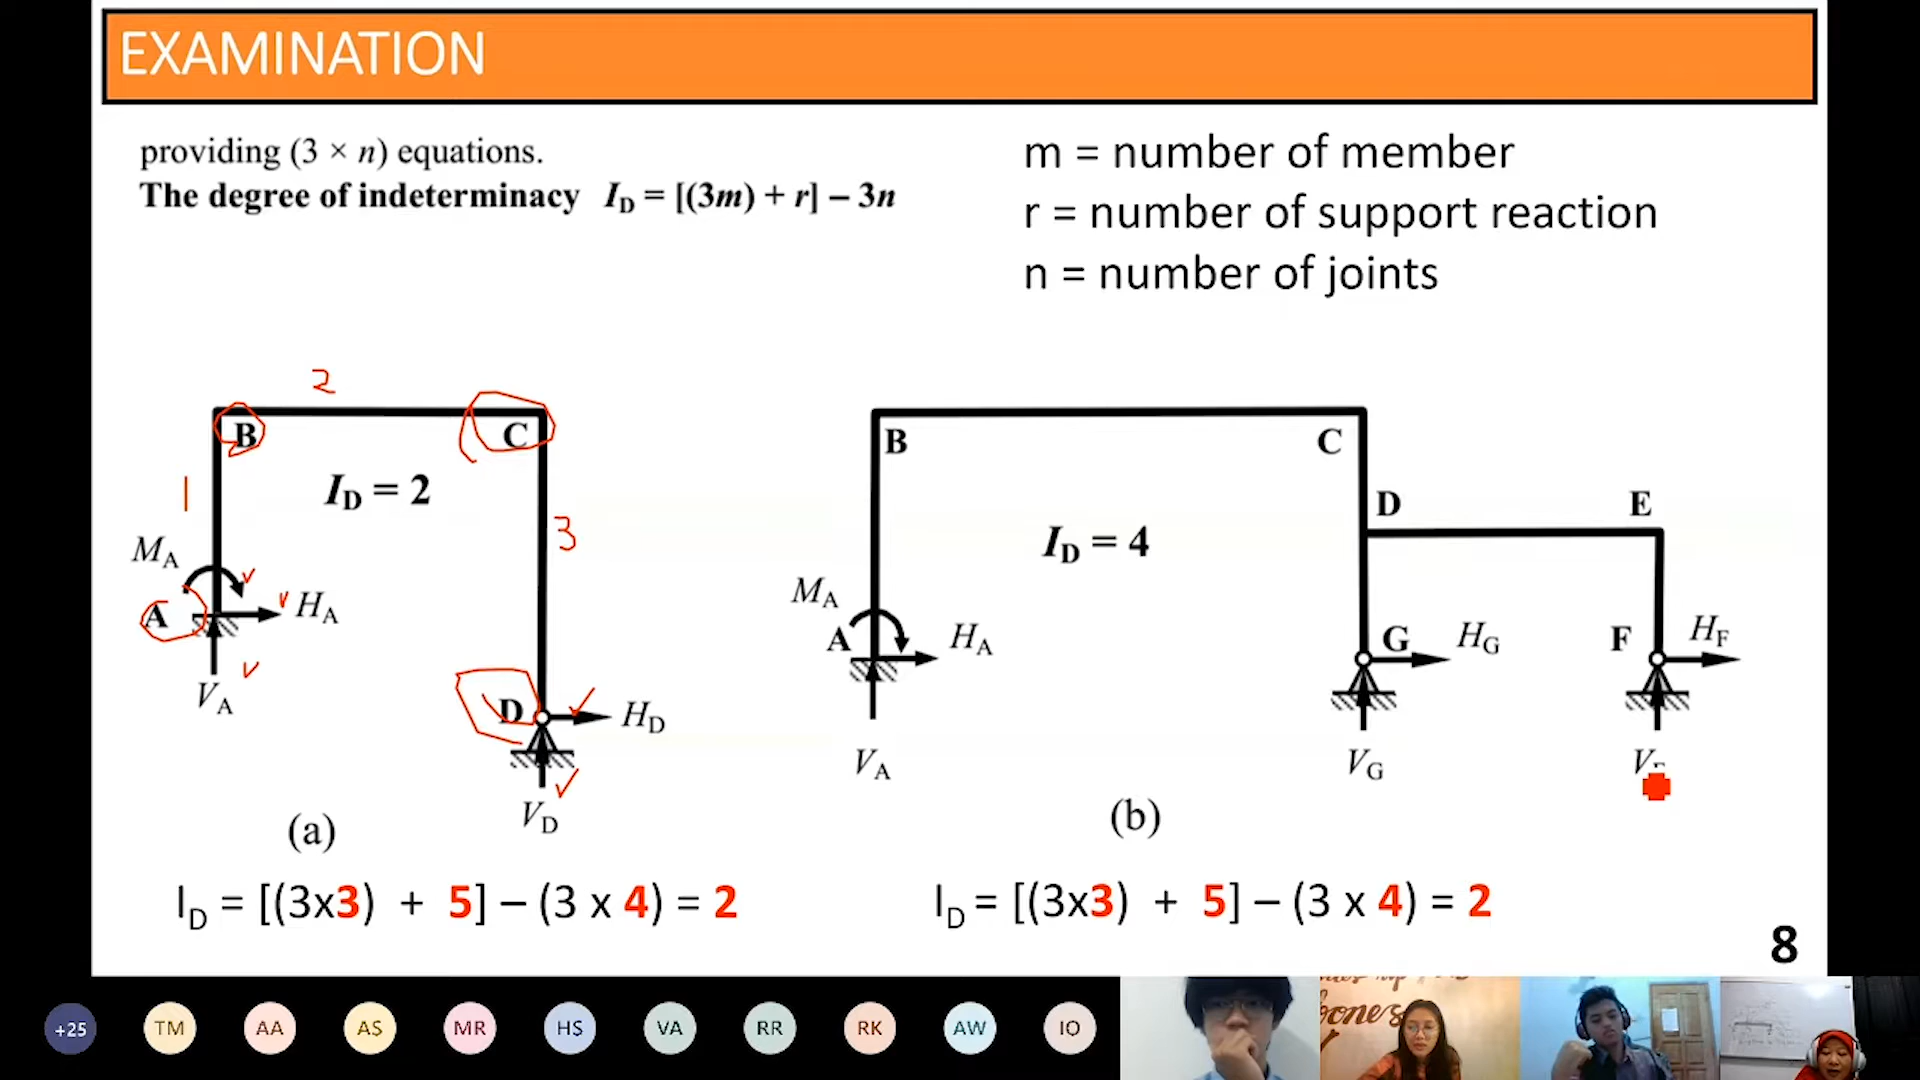 EXAMINATION
providing (3 × n) equations.
The degree of indeterminacy I_D = [(3m) + r] – 3n
m = number of member
r = number of support reaction
n = number of joints
2
B
C
I_D = 2
1
3
M_A
A
H_A
V_A
D
H_D
V_D
(a)
I_D = [(3x3) + 5] – (3 x 4) = 2
B
C
D
E
I_D = 4
M_A
A
H_A
G
H_G
F
H_F
V_A
V_G
(b)
I_D = [(3x3) + 5] – (3 x 4) = 2
8
+25
TM
AA
AS
MR
HS
VA
RR
RK
AW
IO